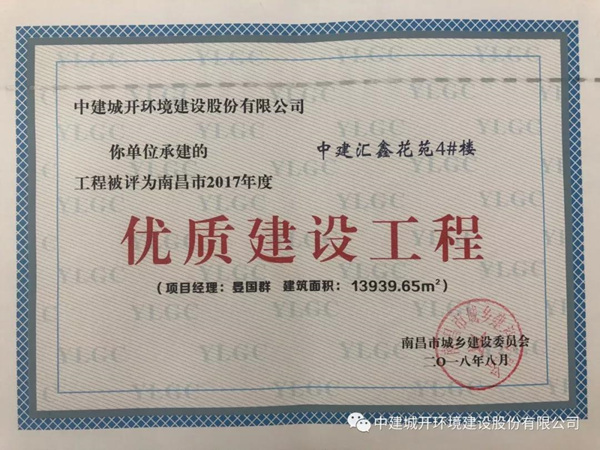 中建城开环境建设股份有限公司
你单位承建的 中建汇鑫花苑4#楼
工程被评为南昌市2017年度
优质建设工程
(项目经理：晏国群 建筑面积：13939.65m²)
南昌市城乡建设委员会
二〇一八年八月
中建城开环境建设股份有限公司